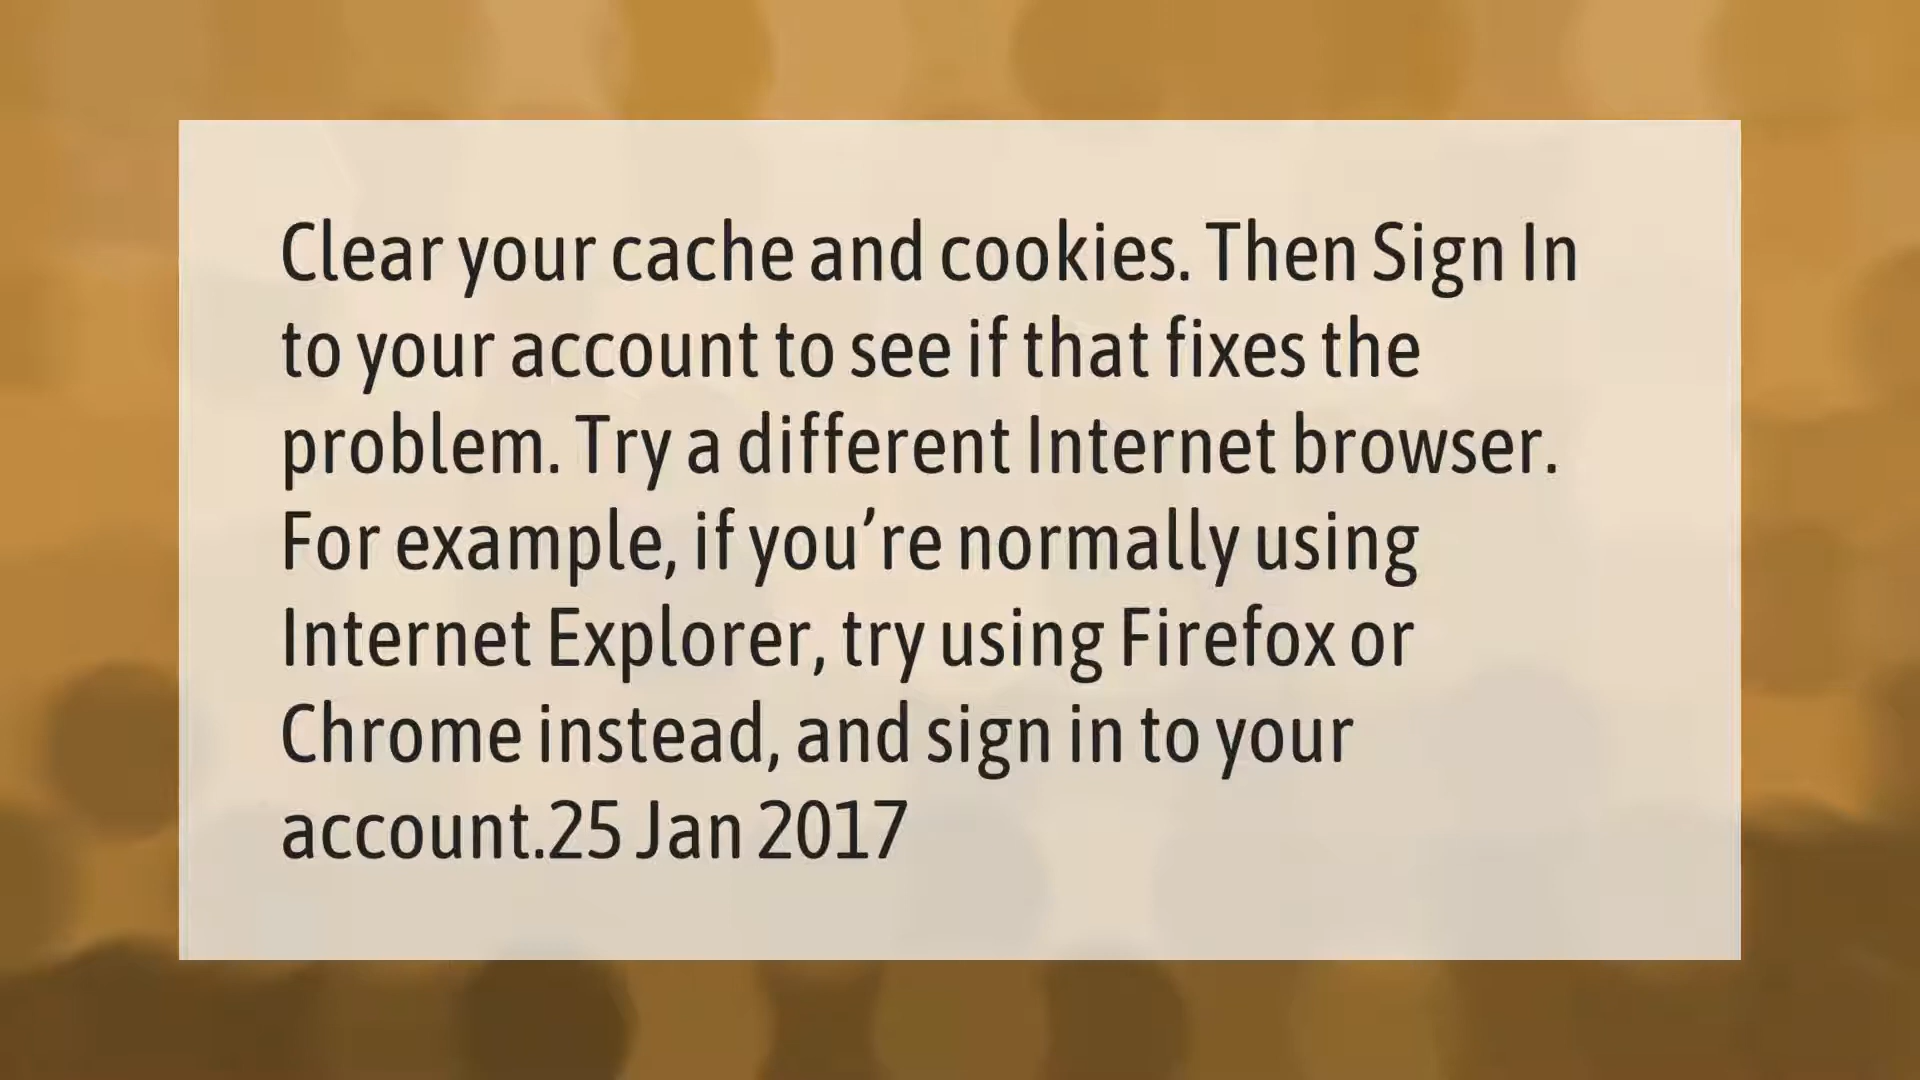 Clear your cache and cookies. Then Sign In
to your account to see if that fixes the
problem. Try a different Internet browser.
For example, if you’re normally using
Internet Explorer, try using Firefox or
Chrome instead, and sign in to your
account.25 Jan 2017